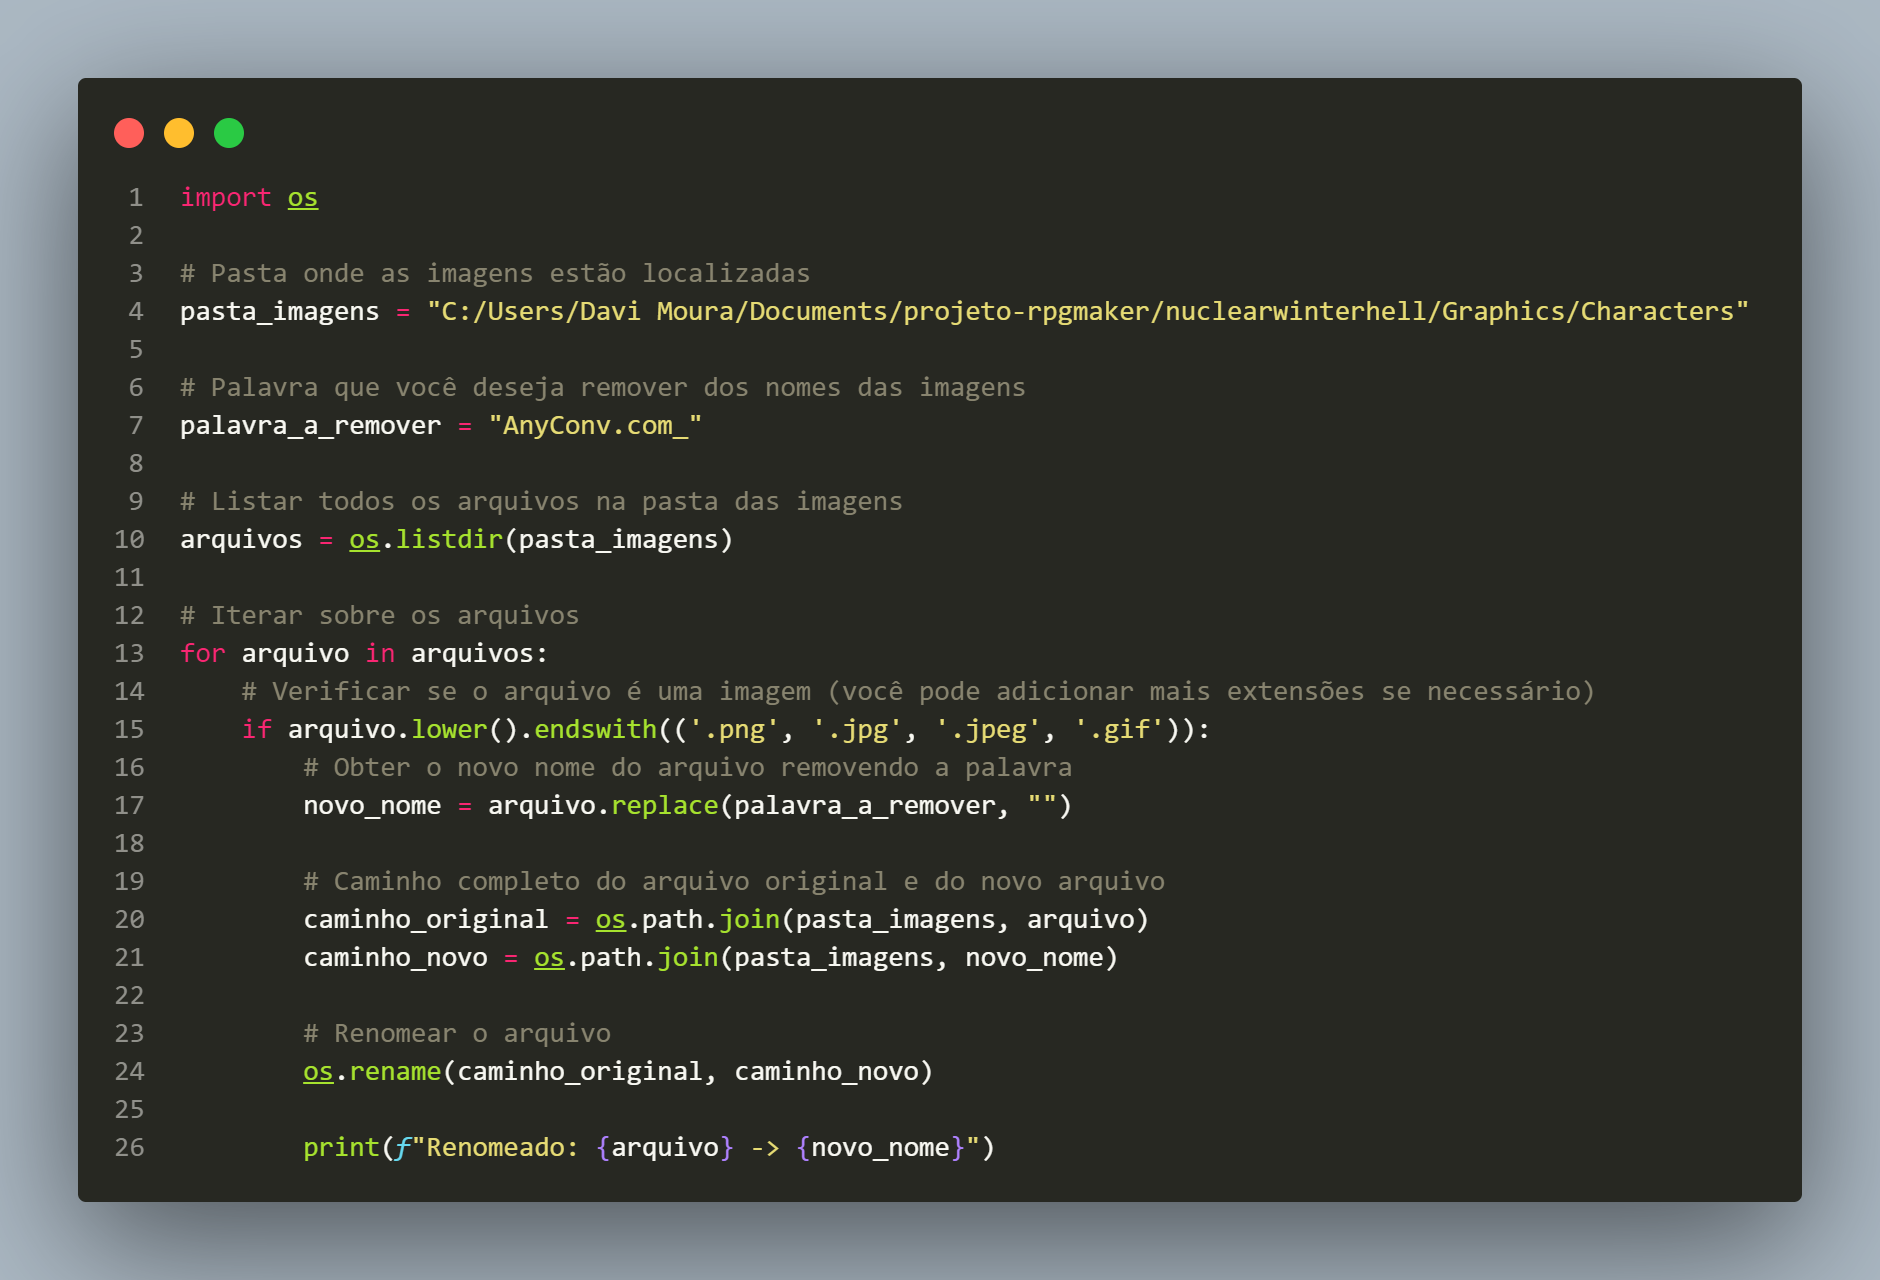 1 import os
2
3 # Pasta onde as imagens estão localizadas
4 pasta_imagens = "C:/Users/Davi Moura/Documents/projeto-rpgmaker/nuclearwinterhell/Graphics/Characters"
5
6 # Palavra que você deseja remover dos nomes das imagens
7 palavra_a_remover = "AnyConv.com_"
8
9 # Listar todos os arquivos na pasta das imagens
10 arquivos = os.listdir(pasta_imagens)
11
12 # Iterar sobre os arquivos
13 for arquivo in arquivos:
14     # Verificar se o arquivo é uma imagem (você pode adicionar mais extensões se necessário)
15     if arquivo.lower().endswith(('.png', '.jpg', '.jpeg', '.gif')):
16         # Obter o novo nome do arquivo removendo a palavra
17         novo_nome = arquivo.replace(palavra_a_remover, "")
18
19         # Caminho completo do arquivo original e do novo arquivo
20         caminho_original = os.path.join(pasta_imagens, arquivo)
21         caminho_novo = os.path.join(pasta_imagens, novo_nome)
22
23         # Renomear o arquivo
24         os.rename(caminho_original, caminho_novo)
25
26         print(f"Renomeado: {arquivo} -> {novo_nome}")